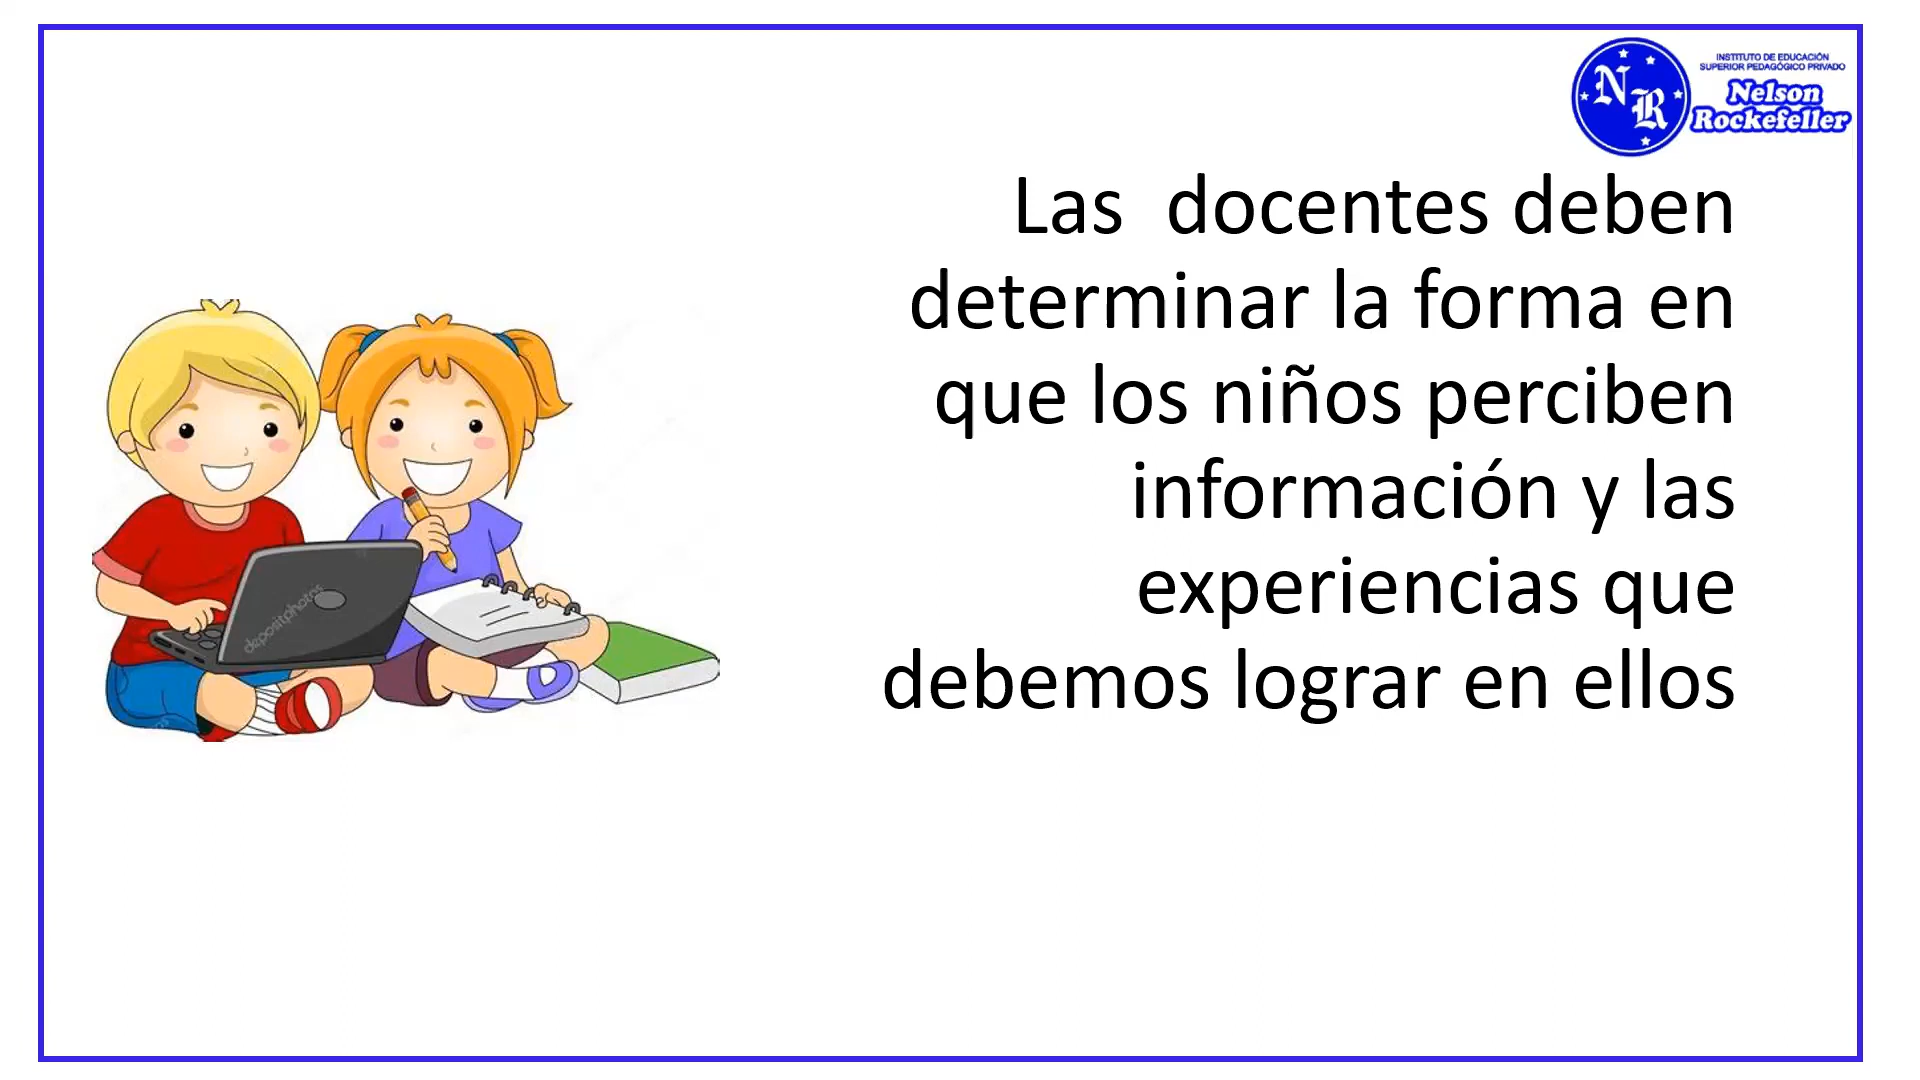 INSTITUTO DE EDUCACIÓN
SUPERIOR PEDAGÓGICO PRIVADO
N R
Nelson
Rockefeller
Las  docentes deben
determinar la forma en
que los niños perciben
información y las
experiencias que
debemos lograr en ellos
depositphotos